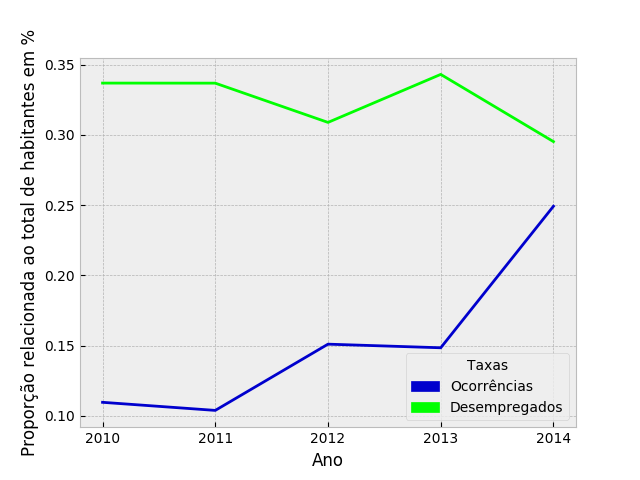 Proporção relacionada ao total de habitantes em %
0.35
0.30
0.25
0.20
0.15
0.10
2010 2011 2012 2013 2014
Ano
Taxas
Ocorrências
Desempregados